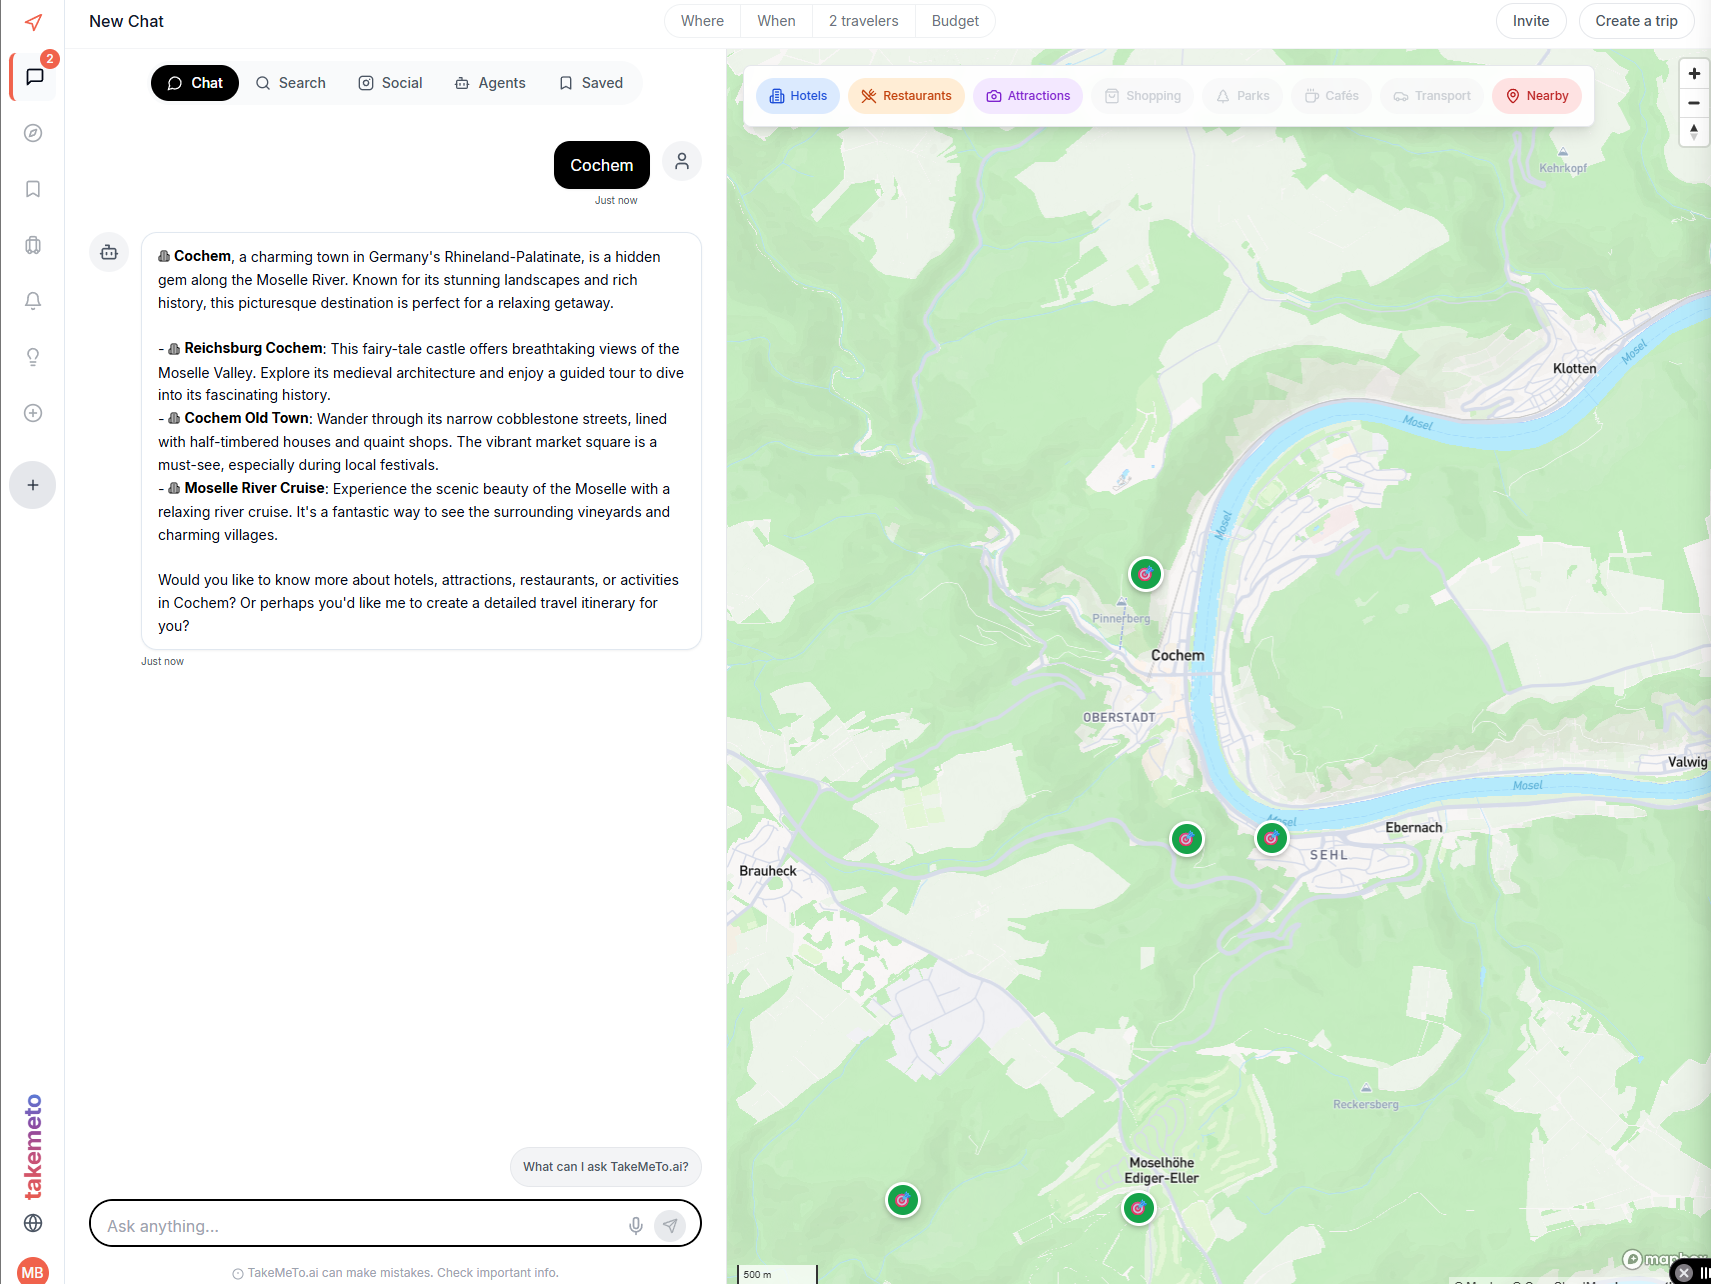 New Chat
Where
When
2 travelers
Budget
Invite
Create a trip
2
Chat
Search
Social
Agents
Saved
Cochem
Just now
Cochem, a charming town in Germany's Rhineland-Palatinate, is a hidden
gem along the Moselle River. Known for its stunning landscapes and rich
history, this picturesque destination is perfect for a relaxing getaway.
- Reichsburg Cochem: This fairy-tale castle offers breathtaking views of the
Moselle Valley. Explore its medieval architecture and enjoy a guided tour to dive
into its fascinating history.
- Cochem Old Town: Wander through its narrow cobblestone streets, lined
with half-timbered houses and quaint shops. The vibrant market square is a
must-see, especially during local festivals.
- Moselle River Cruise: Experience the scenic beauty of the Moselle with a
relaxing river cruise. It's a fantastic way to see the surrounding vineyards and
charming villages.
Would you like to know more about hotels, attractions, restaurants, or activities
in Cochem? Or perhaps you'd like me to create a detailed travel itinerary for
you?
Just now
What can I ask TakeMeTo.ai?
Ask anything...
TakeMeTo.ai can make mistakes. Check important info.
takemeto
MB
Hotels
Restaurants
Attractions
Shopping
Parks
Cafés
Transport
Nearby
Kehrkopf
Klotten
Mosel
Mosel
Mosel
Pinnerberg
Cochem
OBERSTADT
Valwig
Mosel
Mosel
Ebernach
SEHL
Brauheck
Reckersberg
Moselhöhe
Ediger-Eller
500 m
mapbox